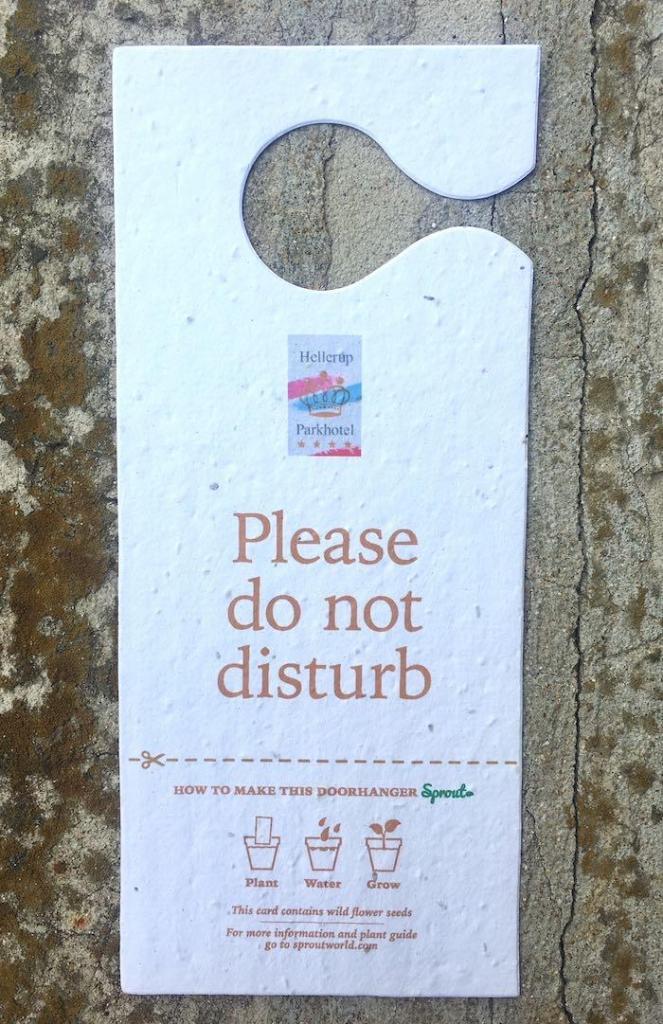 Hellerup
Parkhotel
Please
do not
disturb
HOW TO MAKE THIS DOORHANGER Sprout
Plant Water Grow
This card contains wild flower seeds
For more information and plant guide
go to sproutworld.com